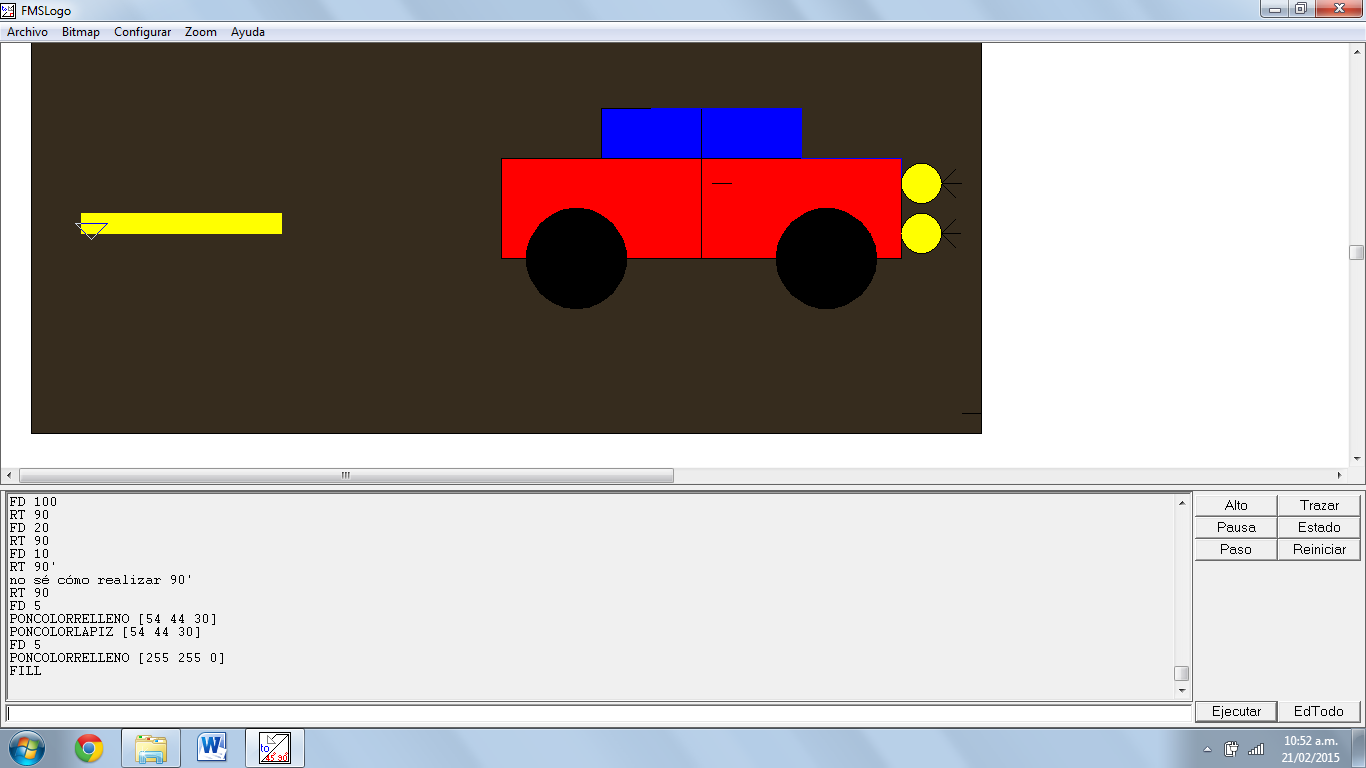 FMSLogo
Archivo Bitmap Configurar Zoom Ayuda
FD 100
RT 90
FD 20
RT 90
FD 10
RT 90'
no sé cómo realizar 90'
RT 90
FD 5
PONCOLORRELLENO [54 44 30]
PONCOLORLAPIZ [54 44 30]
FD 5
PONCOLORRELLENO [255 255 0]
FILL
Alto Trazar
Pausa Estado
Paso Reiniciar
Ejecutar EdTodo
10:52 a.m.
21/02/2015